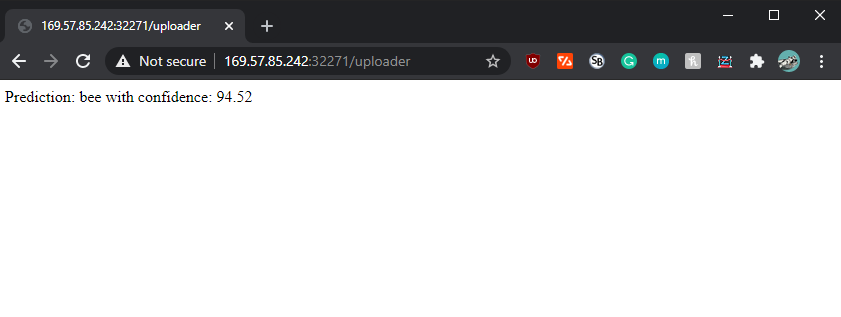 169.57.85.242:32271/uploader
Not secure
169.57.85.242:32271/uploader
Prediction: bee with confidence: 94.52